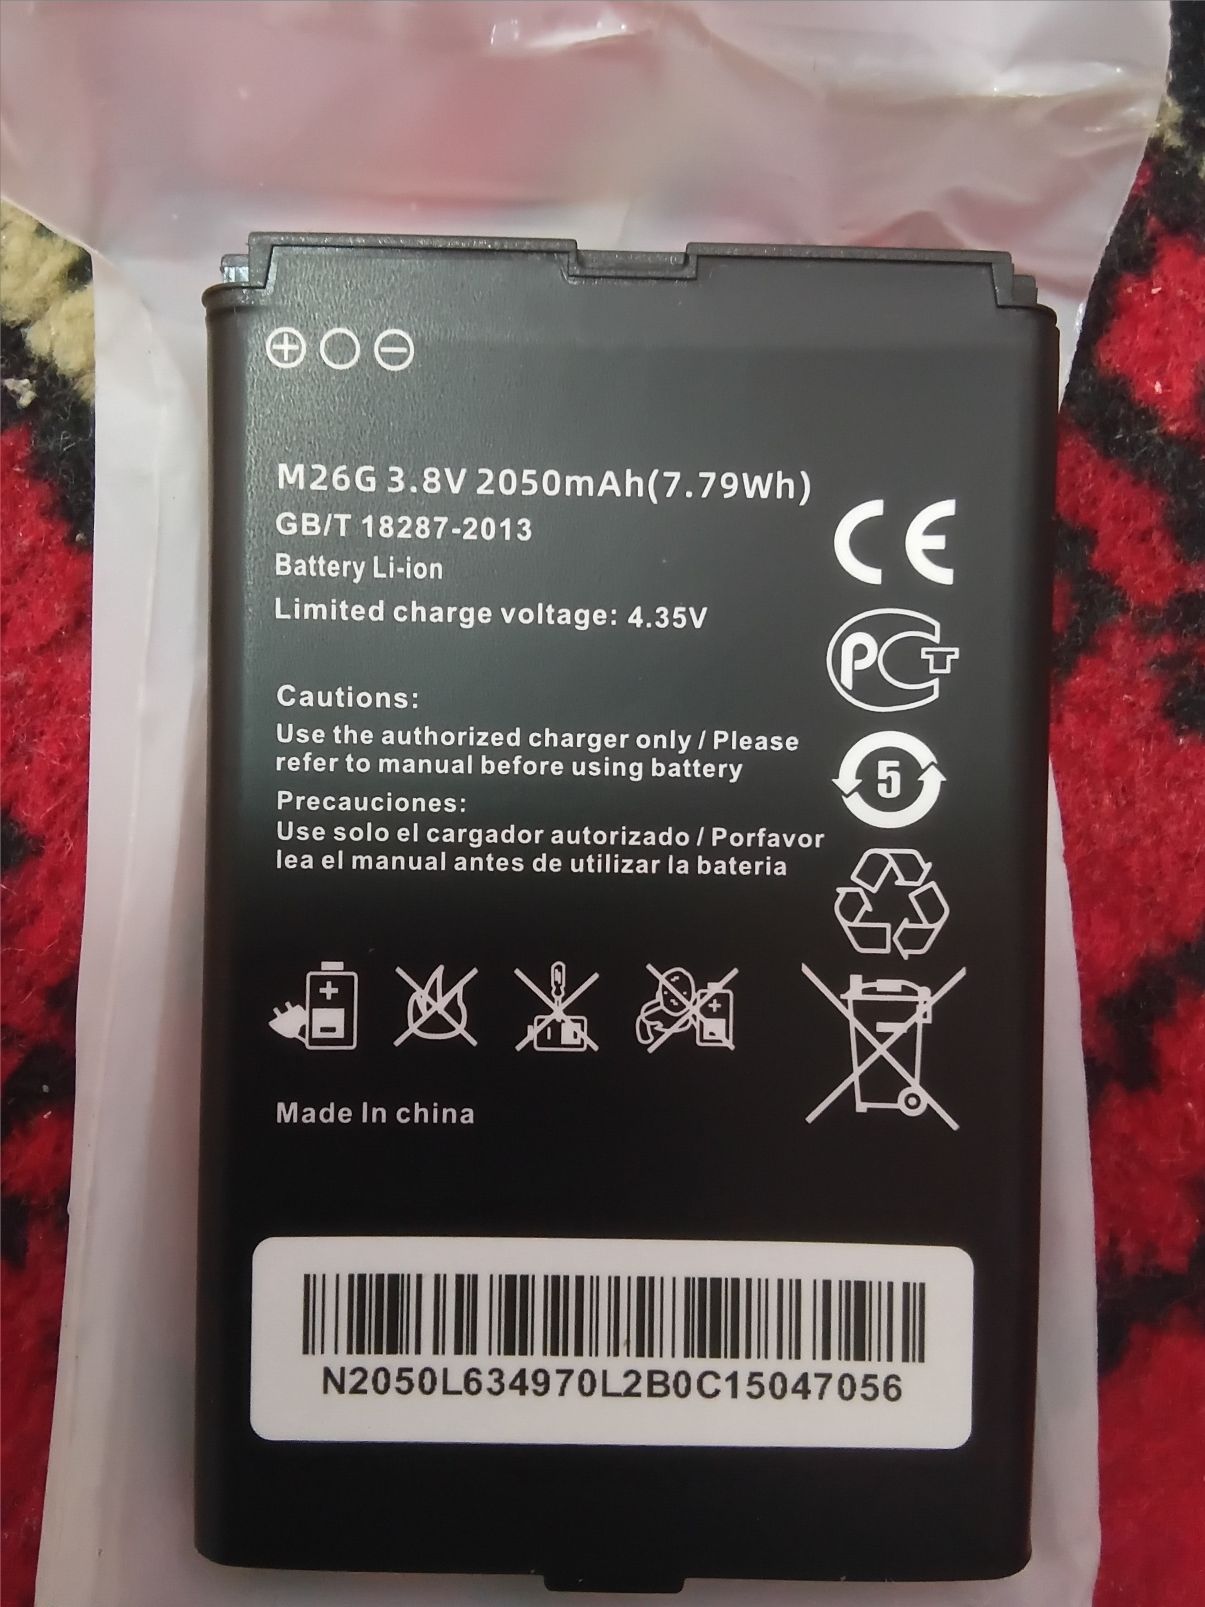 M26G 3.8V 2050mAh(7.79Wh)
GB/T 18287-2013
Battery Li-ion
Limited charge voltage: 4.35V
CE
PCT
5
Cautions:
Use the authorized charger only / Please
refer to manual before using battery
Precauciones:
Use solo el cargador autorizado / Porfavor
lea el manual antes de utilizar la bateria
Made In china
N2050L634970L2B0C15047056